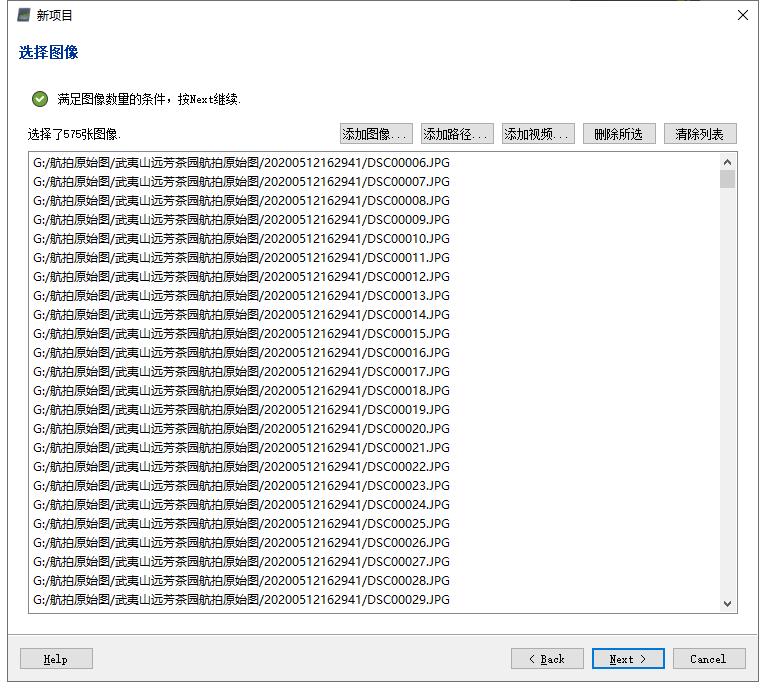 新项目
选择图像
满足图像数量的条件，按Next继续.
选择了575张图像.
添加图像...
添加路径...
添加视频...
删除所选
清除列表
G:/航拍原始图/武夷山远芳茶园航拍原始图/20200512162941/DSC00006.JPG
G:/航拍原始图/武夷山远芳茶园航拍原始图/20200512162941/DSC00007.JPG
G:/航拍原始图/武夷山远芳茶园航拍原始图/20200512162941/DSC00008.JPG
G:/航拍原始图/武夷山远芳茶园航拍原始图/20200512162941/DSC00009.JPG
G:/航拍原始图/武夷山远芳茶园航拍原始图/20200512162941/DSC00010.JPG
G:/航拍原始图/武夷山远芳茶园航拍原始图/20200512162941/DSC00011.JPG
G:/航拍原始图/武夷山远芳茶园航拍原始图/20200512162941/DSC00012.JPG
G:/航拍原始图/武夷山远芳茶园航拍原始图/20200512162941/DSC00013.JPG
G:/航拍原始图/武夷山远芳茶园航拍原始图/20200512162941/DSC00014.JPG
G:/航拍原始图/武夷山远芳茶园航拍原始图/20200512162941/DSC00015.JPG
G:/航拍原始图/武夷山远芳茶园航拍原始图/20200512162941/DSC00016.JPG
G:/航拍原始图/武夷山远芳茶园航拍原始图/20200512162941/DSC00017.JPG
G:/航拍原始图/武夷山远芳茶园航拍原始图/20200512162941/DSC00018.JPG
G:/航拍原始图/武夷山远芳茶园航拍原始图/20200512162941/DSC00019.JPG
G:/航拍原始图/武夷山远芳茶园航拍原始图/20200512162941/DSC00020.JPG
G:/航拍原始图/武夷山远芳茶园航拍原始图/20200512162941/DSC00021.JPG
G:/航拍原始图/武夷山远芳茶园航拍原始图/20200512162941/DSC00022.JPG
G:/航拍原始图/武夷山远芳茶园航拍原始图/20200512162941/DSC00023.JPG
G:/航拍原始图/武夷山远芳茶园航拍原始图/20200512162941/DSC00024.JPG
G:/航拍原始图/武夷山远芳茶园航拍原始图/20200512162941/DSC00025.JPG
G:/航拍原始图/武夷山远芳茶园航拍原始图/20200512162941/DSC00026.JPG
G:/航拍原始图/武夷山远芳茶园航拍原始图/20200512162941/DSC00027.JPG
G:/航拍原始图/武夷山远芳茶园航拍原始图/20200512162941/DSC00028.JPG
G:/航拍原始图/武夷山远芳茶园航拍原始图/20200512162941/DSC00029.JPG
Help
< Back
Next >
Cancel